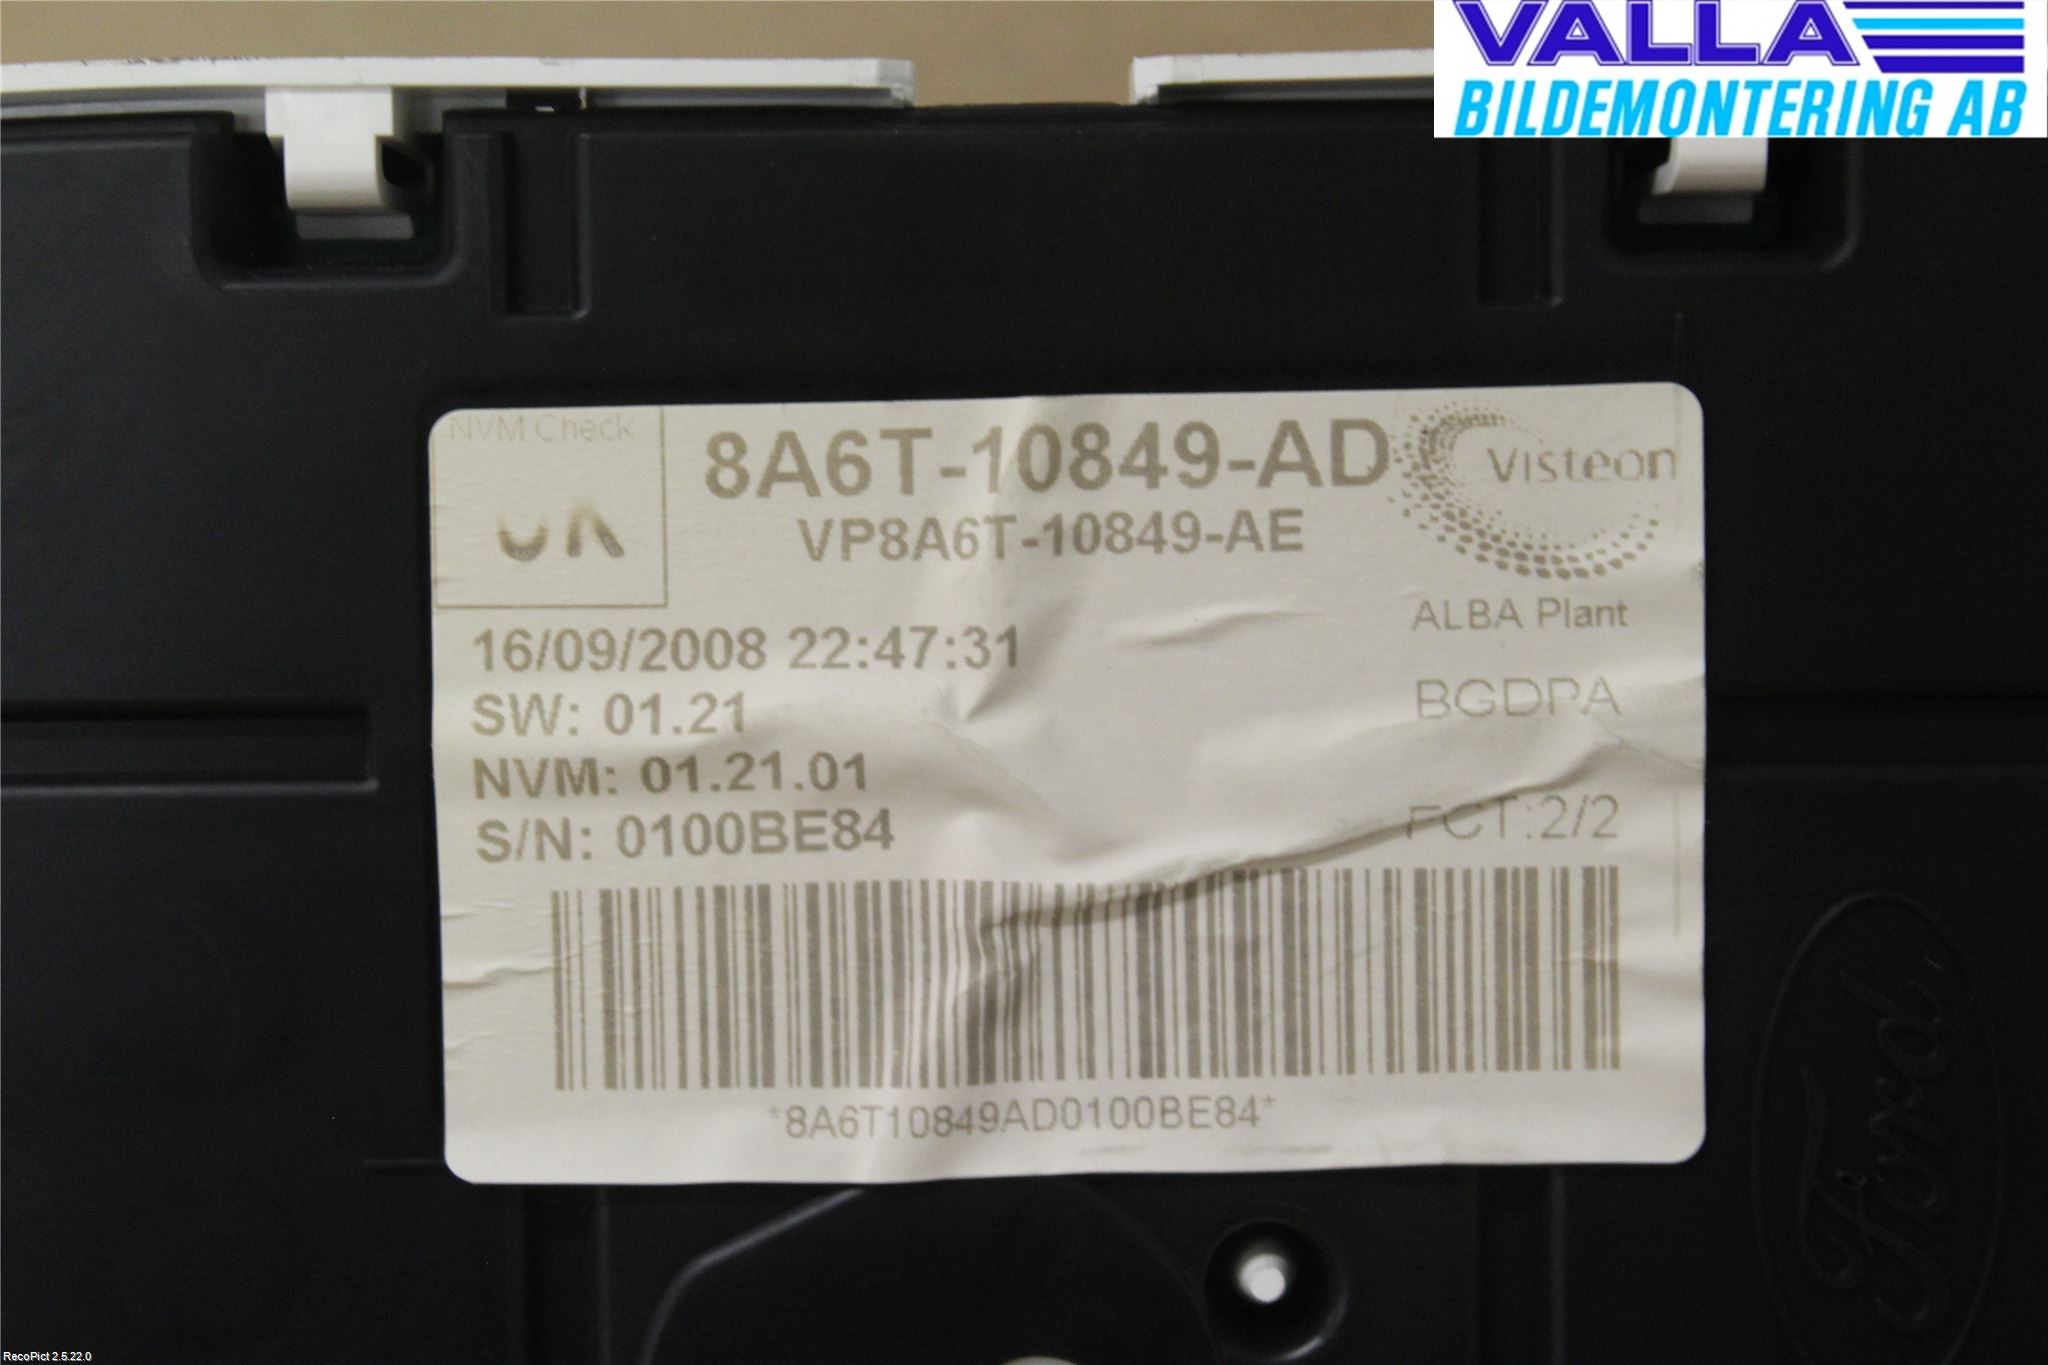 VALLA
BILDEMONTERING AB
NVM Check
OK
8A6T-10849-AD
Visteon
VP8A6T-10849-AE
ALBA Plant
16/09/2008 22:47:31
SW: 01.21
BGDPA
NVM: 01.21.01
S/N: 0100BE84
FCT:2/2
*8A6T10849AD0100BE84*
Ford
RecoPict 2.5.22.0